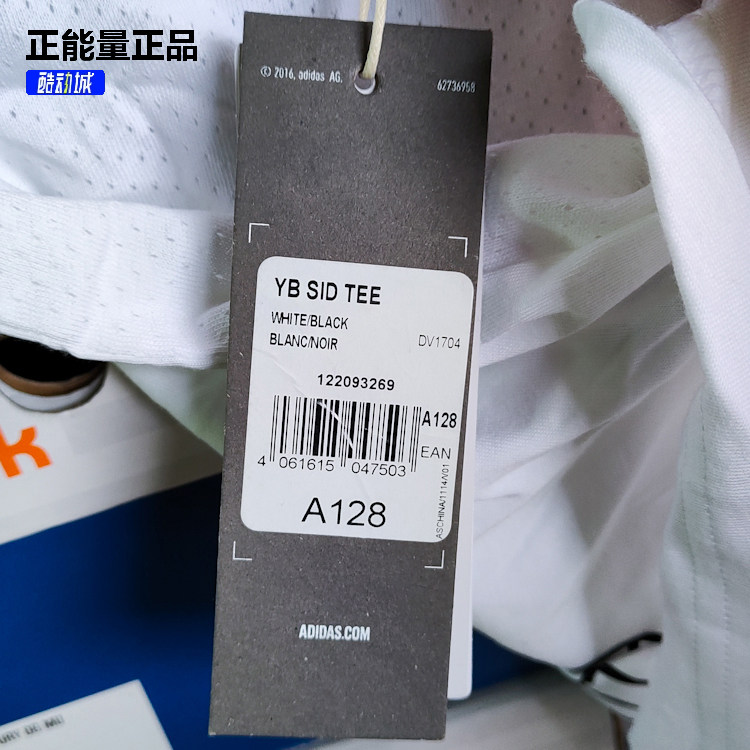 正能量正品
酷动城
© 2016, adidas AG.
62736958
YB SID TEE
WHITE/BLACK
BLANC/NOIR
DV1704
122093269
A128
EAN
4 061615 047503
ASCHINA/1114/V01
A128
ADIDAS.COM
k